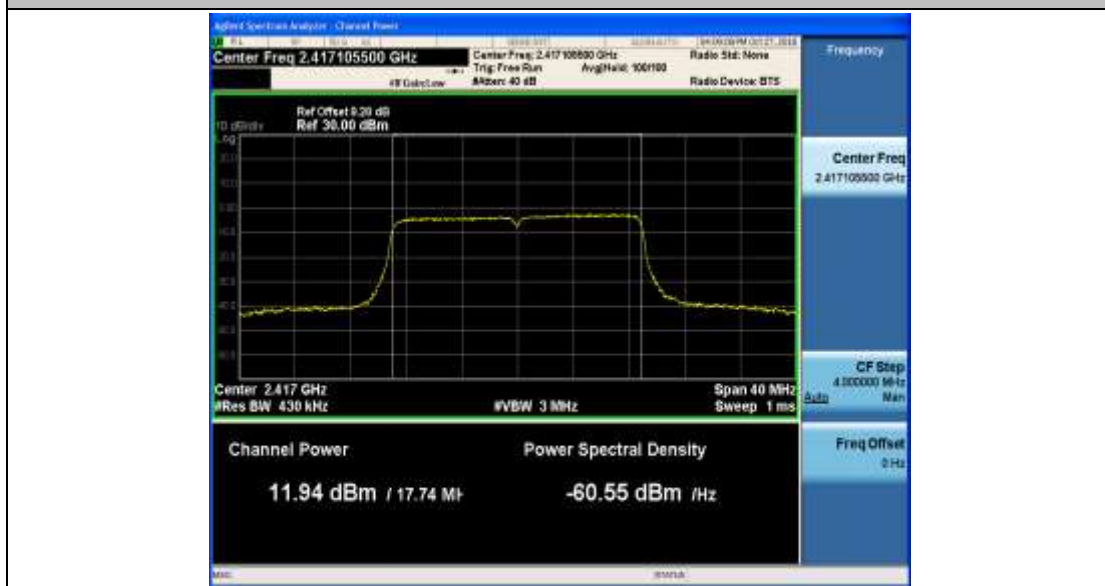 Agilent Spectrum Analyzer - Channel Power
Center Freq 2.417105500 GHz
Center Freq: 2.417105500 GHz
Radio Std: None
Trig: Free Run
Avg|Hold: 100/100
#IFGain:Low
#Atten: 40 dB
Radio Device: BTS
Ref Offset 9.20 dB
10 dB/div
Ref 30.00 dBm
Log
Center 2.417 GHz
Span 40 MHz
#Res BW 430 kHz
#VBW 3 MHz
Sweep 1 ms
Channel Power
Power Spectral Density
11.94 dBm / 17.74 MH
-60.55 dBm /Hz
MSG
STATUS
Frequency
Center Freq
2.417105500 GHz
CF Step
4.000000 MHz
Auto Man
Freq Offset
0 Hz